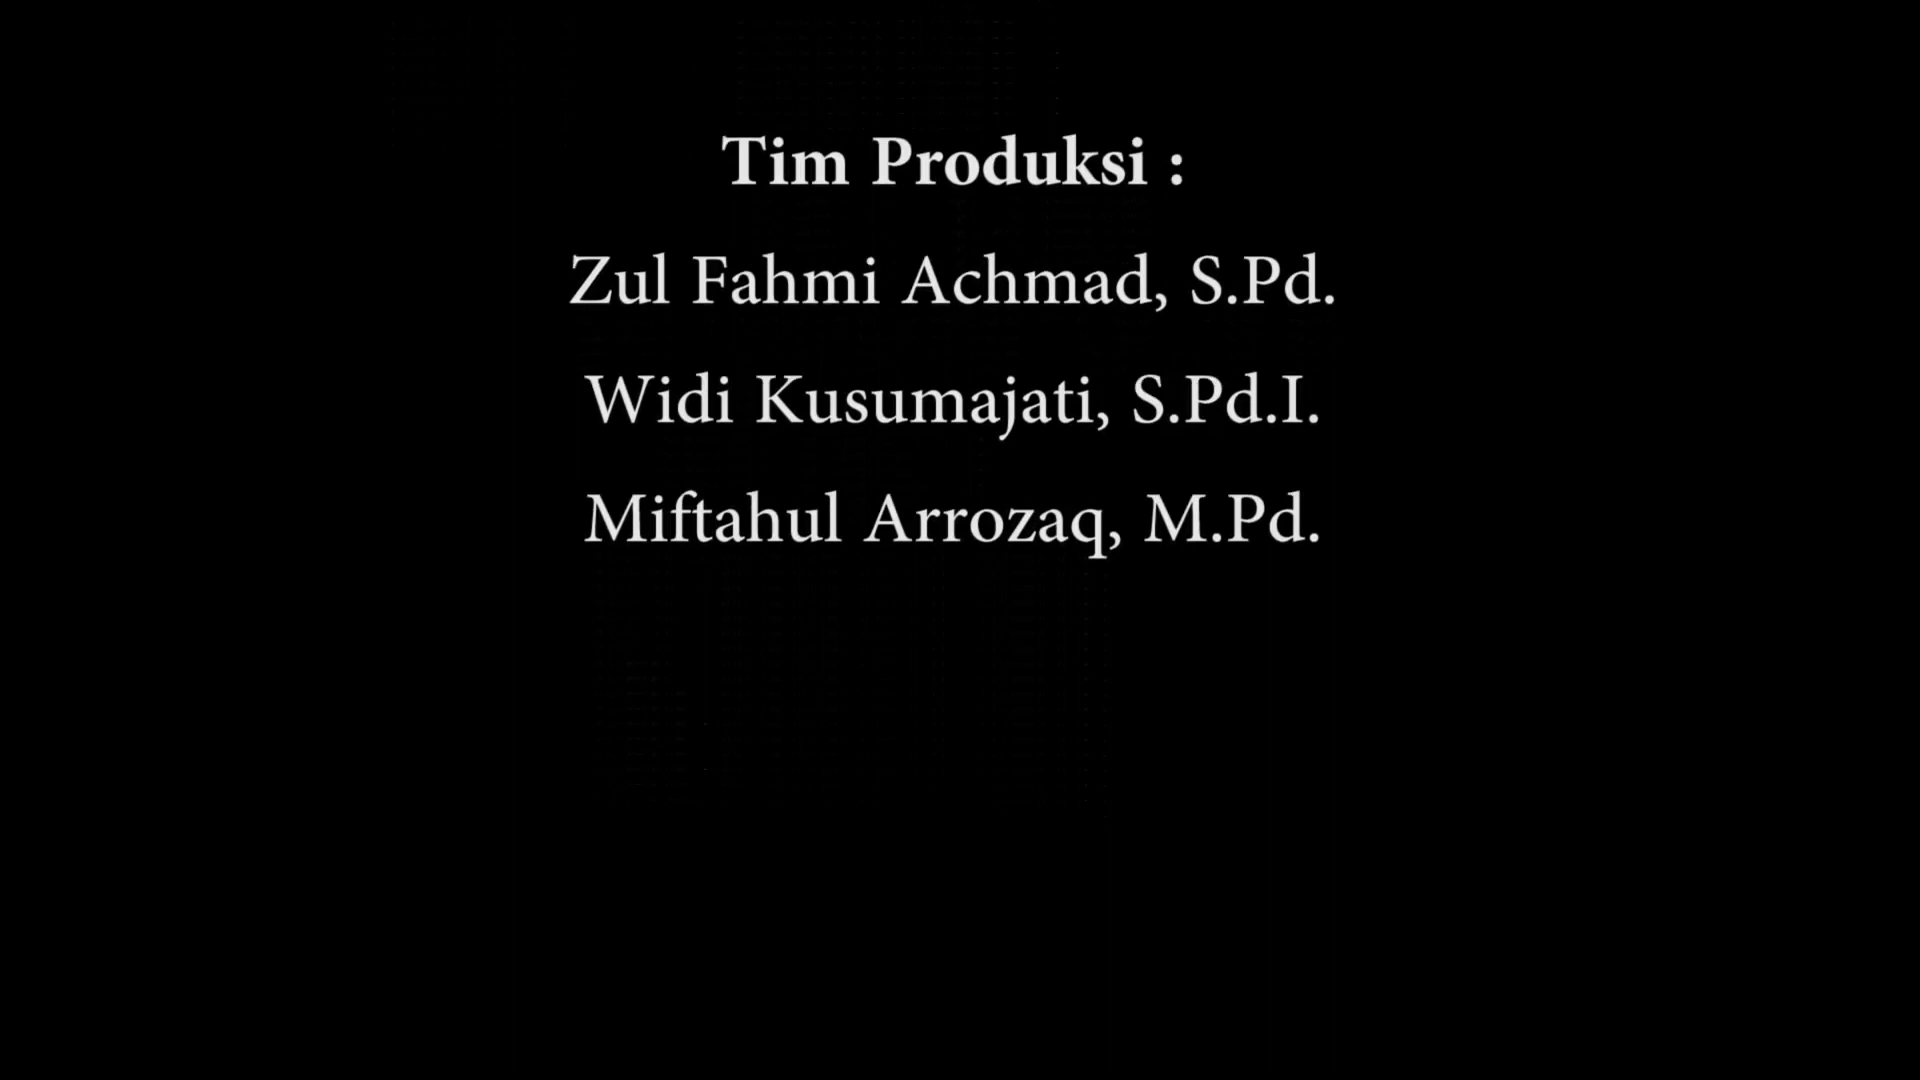 Tim Produksi :
Zul Fahmi Achmad, S.Pd.
Widi Kusumajati, S.Pd.I.
Miftahul Arrozaq, M.Pd.